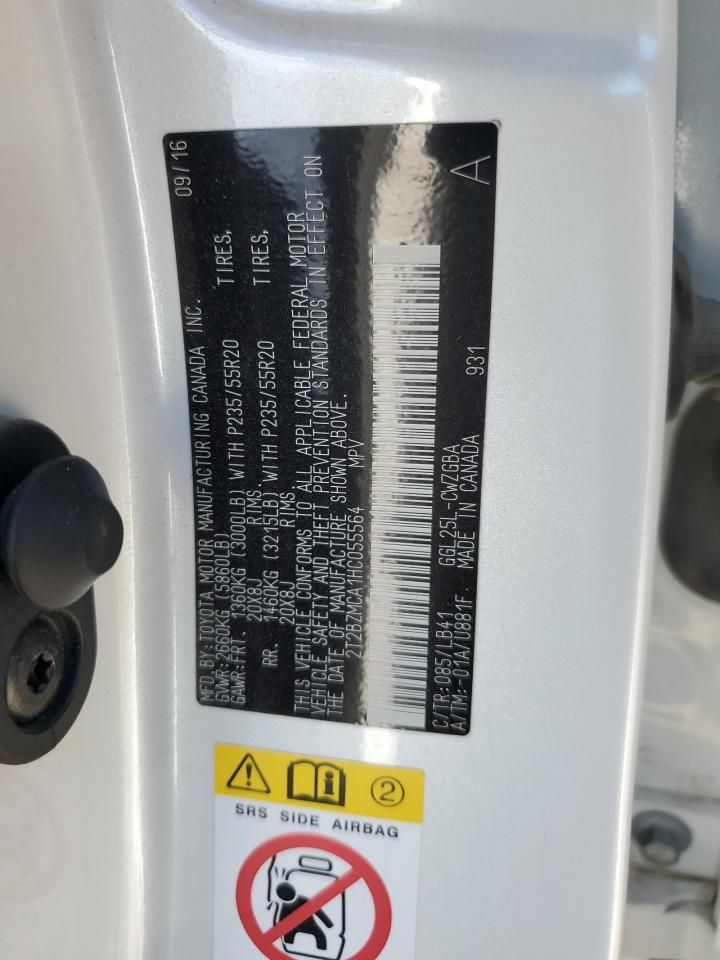 MFD. BY: TOYOTA MOTOR MANUFACTURING CANADA INC. 09/16
GVWR: 2660KG (5860LB)
GAWR: FRT. 1360KG (3000LB) WITH P235/55R20 TIRES,
20X8J RIMS.
RR. 1460KG (3215LB) WITH P235/55R20 TIRES,
20X8J RIMS
THIS VEHICLE CONFORMS TO ALL APPLICABLE FEDERAL MOTOR
VEHICLE SAFETY AND THEFT PREVENTION STANDARDS IN EFFECT ON
THE DATE OF MANUFACTURE SHOWN ABOVE.
2T2BZMCA1HC055564 MPV
A
C/TR: 085/LB41 GGL25L-CWZGBA
A/TM: -01A/U881F. MADE IN CANADA 931
2
SRS SIDE AIRBAG